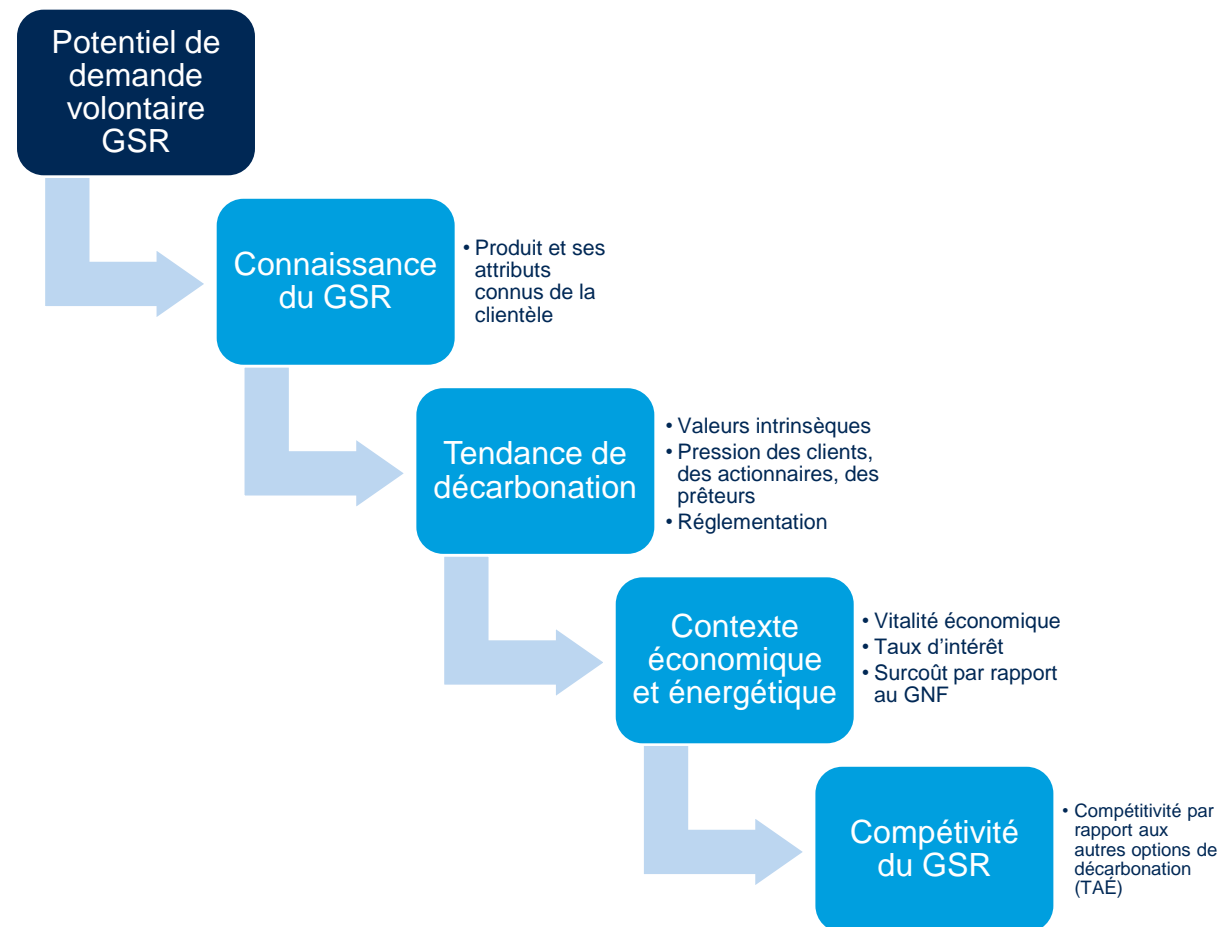 Potentiel de
demande
volontaire
GSR
Connaissance
du GSR
• Produit et ses
attributs
connus de la
clientèle
Tendance de
décarbonation
• Valeurs intrinsèques
• Pression des clients,
des actionnaires, des
prêteurs
• Réglementation
Contexte
économique
et énergétique
• Vitalité économique
• Taux d'intérêt
• Surcoût par rapport
au GNF
Compétivité
du GSR
• Compétitivité par
rapport aux
autres options de
décarbonation
(TAÉ)